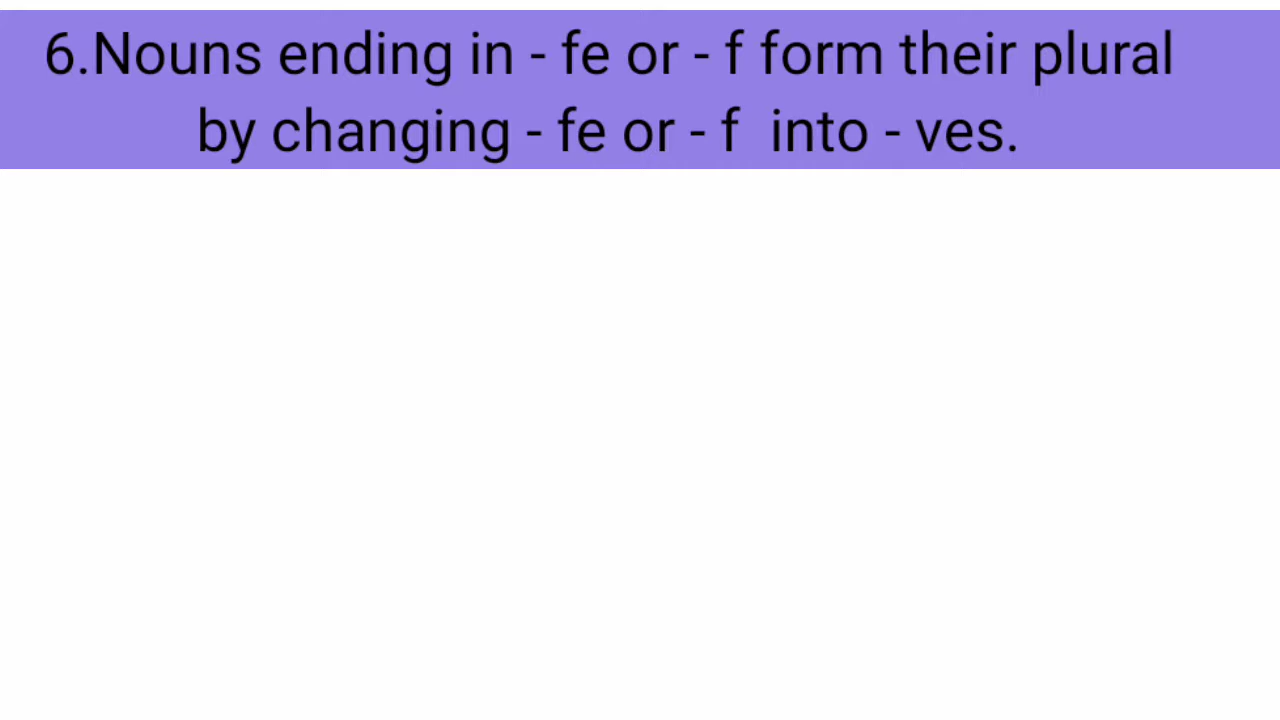 6.Nouns ending in - fe or - f form their plural
by changing - fe or - f  into - ves.